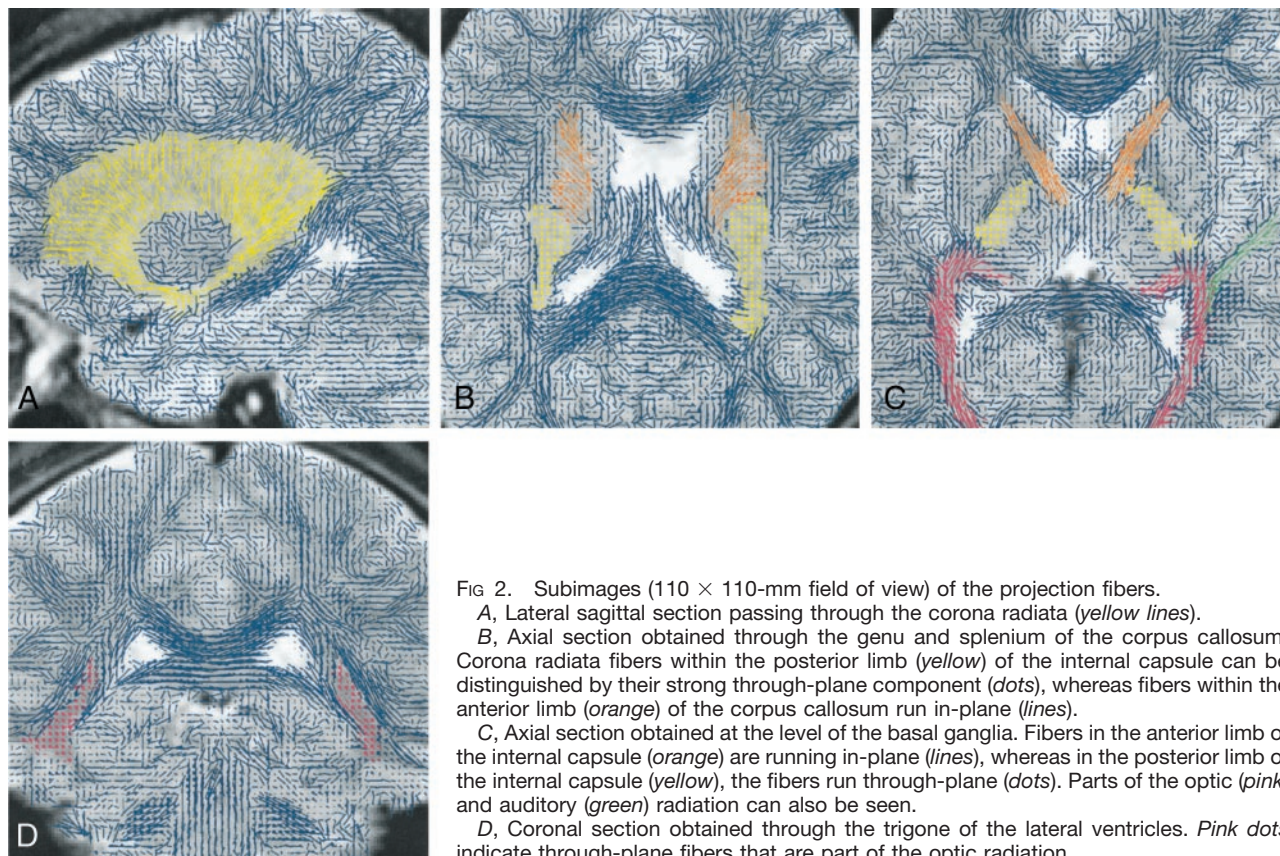 A
B
C
D
FIG 2. Subimages (110 × 110-mm field of view) of the projection fibers.
A, Lateral sagittal section passing through the corona radiata (yellow lines).
B, Axial section obtained through the genu and splenium of the corpus callosum
Corona radiata fibers within the posterior limb (yellow) of the internal capsule can be
distinguished by their strong through-plane component (dots), whereas fibers within the
anterior limb (orange) of the corpus callosum run in-plane (lines).
C, Axial section obtained at the level of the basal ganglia. Fibers in the anterior limb o
the internal capsule (orange) are running in-plane (lines), whereas in the posterior limb o
the internal capsule (yellow), the fibers run through-plane (dots). Parts of the optic (pink
and auditory (green) radiation can also be seen.
D, Coronal section obtained through the trigone of the lateral ventricles. Pink dots
indicate through-plane fibers that are part of the optic radiation